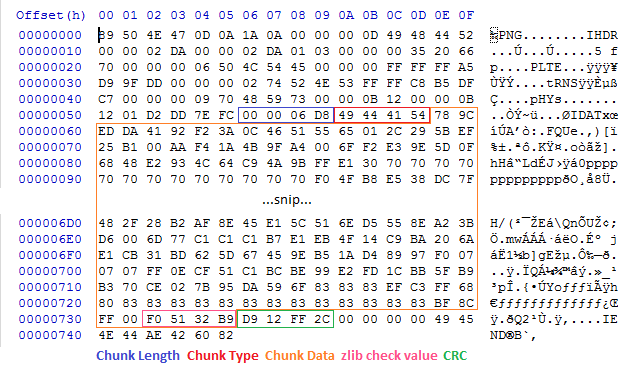 Offset(h) 00 01 02 03 04 05 06 07 08 09 0A 0B 0C 0D 0E 0F
00000000 89 50 4E 47 0D 0A 1A 0A 00 00 00 0D 49 48 44 52 ‰PNG........IHDR
00000010 00 00 02 DA 00 00 02 DA 01 03 00 00 00 35 20 66 ...Ú...Ú.....5 f
00000020 70 00 00 00 06 50 4C 54 45 00 00 00 FF FF FF A5 p....PLTE...ÿÿÿ¥
00000030 D9 9F DD 00 00 00 02 74 52 4E 53 FF FF C8 B5 DF ÙŸÝ....tRNSÿÿÈµß
00000040 C7 00 00 00 09 70 48 59 73 00 00 0B 12 00 00 0B Ç....pHYs.......
00000050 12 01 D2 DD 7E FC 00 00 06 D8 49 44 41 54 78 9C ..ÒÝ~ü...ØIDATxœ
00000060 ED DA 41 92 F2 3A 0C 46 51 55 65 01 2C 29 5B EF íÚA’ò:.FQUe.,)[ï
00000070 25 B1 00 AA F4 1A 4B 9F A4 00 6F F2 E3 9E 5D 0F %±.ªô.KŸ¤.oòãž].
00000080 68 48 E2 93 4C 64 C9 4A 9B FF E1 30 70 70 70 70 hHâ“LdÉJ›ÿá0pppp
00000090 70 70 70 70 70 70 70 70 70 F0 4F B8 E5 38 DC 7F pppppppppðO¸å8Ü.
...snip...
000006D0 48 2F 28 B2 AF 8E 45 E1 5C 51 6E D5 55 8E A2 3B H/(²¯ŽEá\QnÕUŽ¢;
000006E0 D6 00 6D 77 C1 C1 C1 B7 E1 EB 4F 14 C9 BA 20 6A Ö.mwÁÁÁ·áëO.Éº j
000006F0 E1 CB 31 BD 62 5D 67 45 9E B5 1A D4 89 97 F0 07 áË1½b]gEžµ.Ô‰—ð.
00000700 07 07 FF 0E CF 51 C1 BC BE 99 E2 FD 1C BB 5F B9 ..ÿ.ÏQÁ¼¾™âý.»_¹
00000710 B3 70 CE 02 7B 95 DA 59 6F 83 83 83 EF C3 FF 68 ³pÎ.{•ÚYoƒƒƒïÃÿh
00000720 80 83 83 83 83 83 83 83 83 83 83 83 83 83 BF 8C €ƒƒƒƒƒƒƒƒƒƒƒƒƒ¿Œ
00000730 FF 00 F0 51 32 B9 D9 12 FF 2C 00 00 00 00 49 45 ÿ.ðQ2¹Ù.ÿ,....IE
00000740 4E 44 AE 42 60 82 ND®B`‚
Chunk Length Chunk Type Chunk Data zlib check value CRC